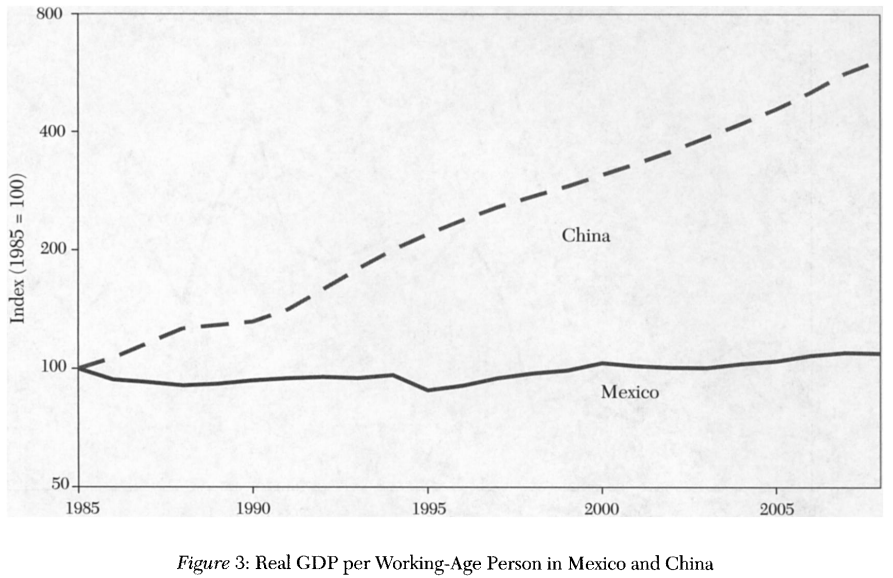 800
400
200
100
50
Index (1985 = 100)
China
Mexico
1985 1990 1995 2000 2005
Figure 3: Real GDP per Working-Age Person in Mexico and China